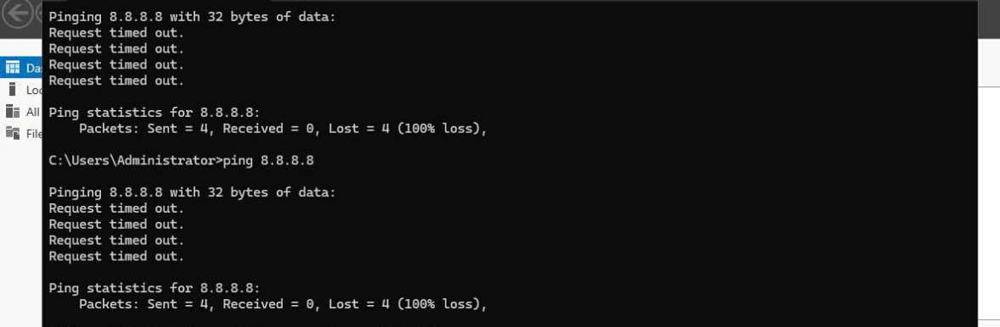 Pinging 8.8.8.8 with 32 bytes of data:
Request timed out.
Request timed out.
Request timed out.
Request timed out.
Ping statistics for 8.8.8.8:
Packets: Sent = 4, Received = 0, Lost = 4 (100% loss),
C:\Users\Administrator>ping 8.8.8.8
Pinging 8.8.8.8 with 32 bytes of data:
Request timed out.
Request timed out.
Request timed out.
Request timed out.
Ping statistics for 8.8.8.8:
Packets: Sent = 4, Received = 0, Lost = 4 (100% loss),
Da
Loc
All
File